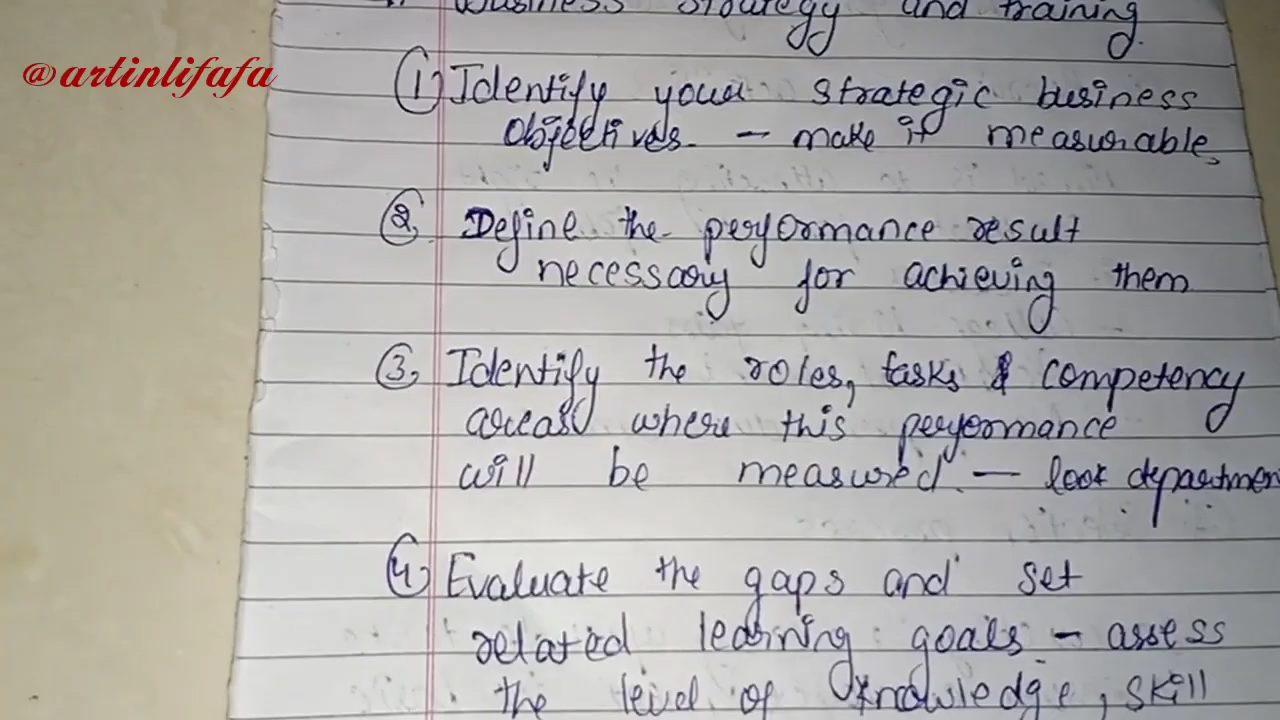 Business strategy and training.
@artinlifafa
① Identify your strategic business
objectives - make it measurable,
②. Define the performance result
necessary for achieving them
③, Identify the roles, tasks & competency
areas where this performance
will be measured. — look departmen
④, Evaluate the gaps and set
related learning goals - assess
the level of knowledge, skill